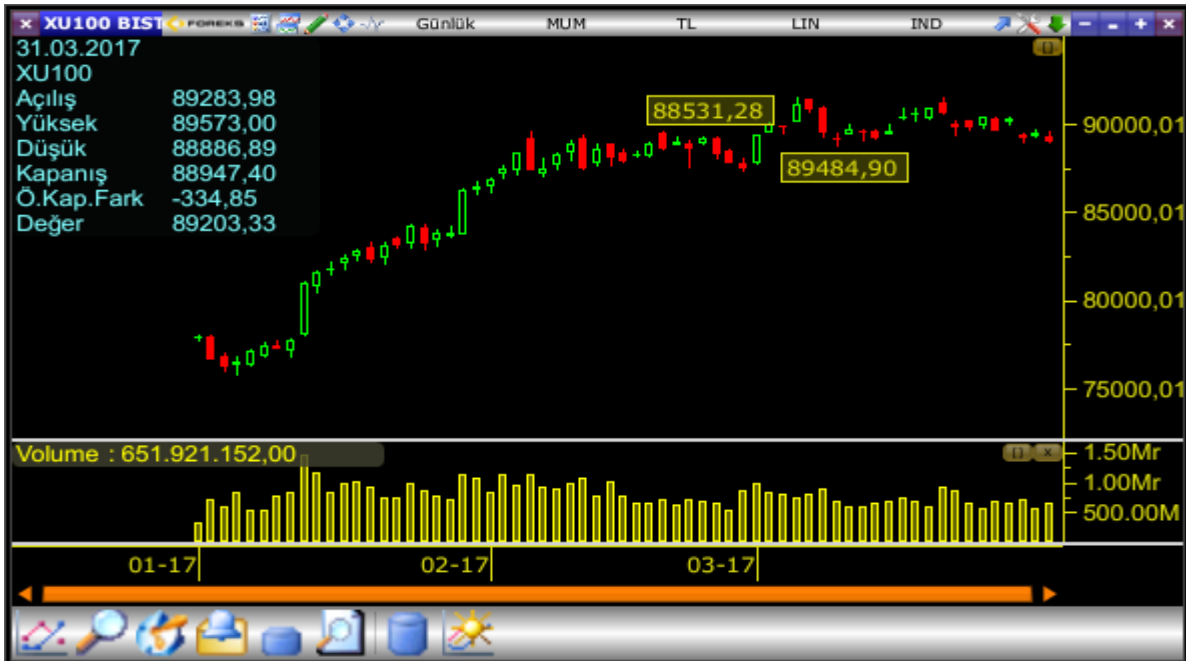 XU100 BIST FOREKS Günlük MUM TL LIN IND
31.03.2017
XU100
Açılış 89283,98
Yüksek 89573,00
Düşük 88886,89
Kapanış 88947,40
Ö.Kap.Fark -334,85
Değer 89203,33
88531,28
89484,90
90000,01
85000,01
80000,01
75000,01
Volume : 651.921.152,00
1.50Mr
1.00Mr
500.00M
01-17 02-17 03-17